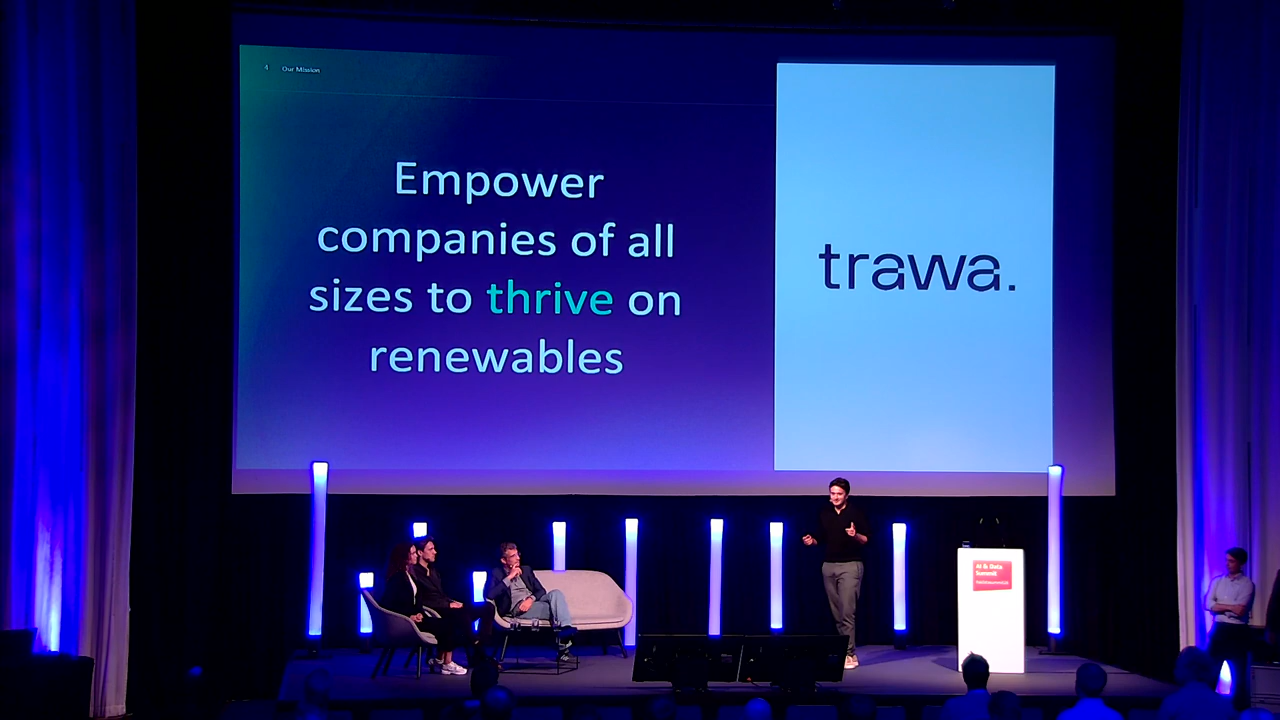 4 Our Mission
Empower
companies of all
sizes to thrive on
renewables
trawa.
AI & Data
Summit